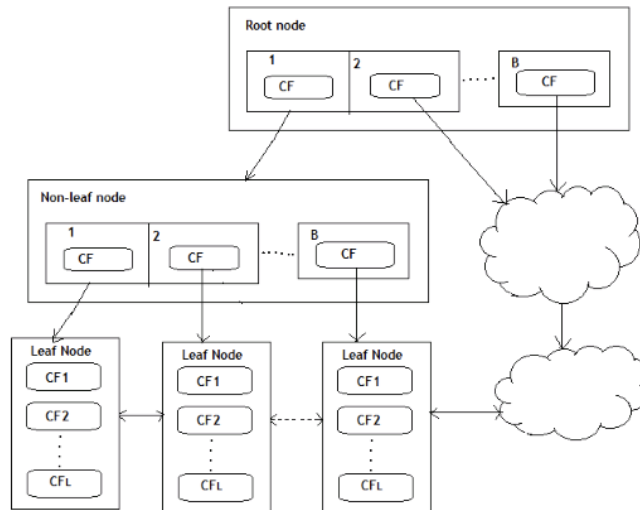 Root node
1 2 B
CF CF CF
Non-leaf node
1 2 B
CF CF CF
Leaf Node Leaf Node Leaf Node
CF1 CF1 CF1
CF2 CF2 CF2
CFL CFL CFL